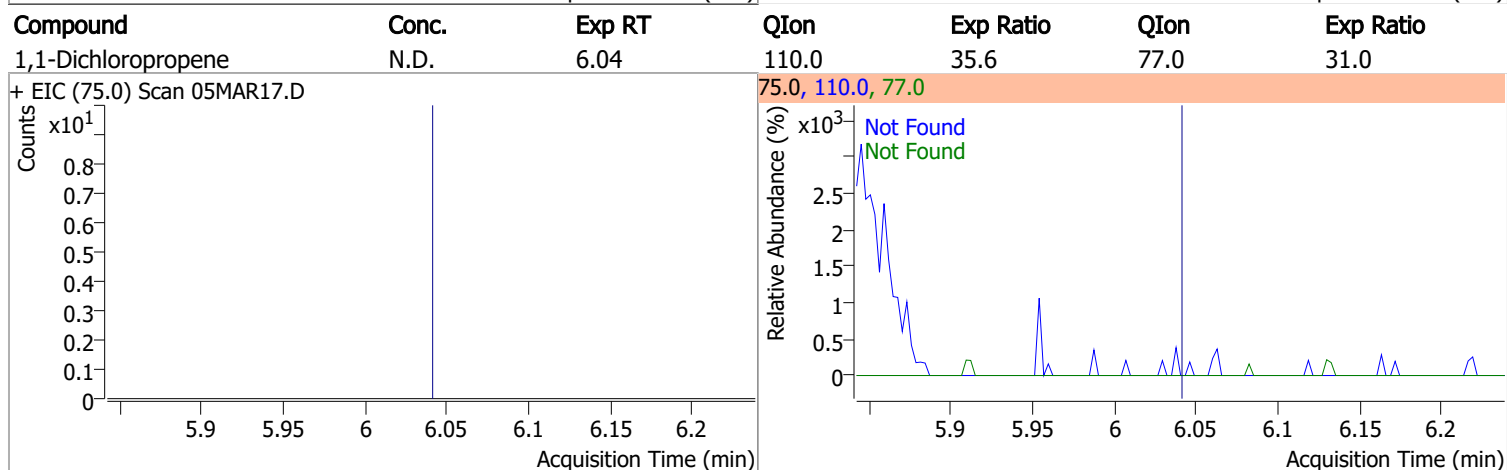 Compound Conc. Exp RT QIon Exp Ratio QIon Exp Ratio
1,1-Dichloropropene N.D. 6.04 110.0 35.6 77.0 31.0
+ EIC (75.0) Scan 05MAR17.D
Counts
x10^1
0.8
0.7
0.6
0.5
0.4
0.3
0.2
0.1
0
5.9 5.95 6 6.05 6.1 6.15 6.2
Acquisition Time (min)
75.0, 110.0, 77.0
Relative Abundance (%)
x10^3
Not Found
Not Found
2.5
2
1.5
1
0.5
0
5.9 5.95 6 6.05 6.1 6.15 6.2
Acquisition Time (min)